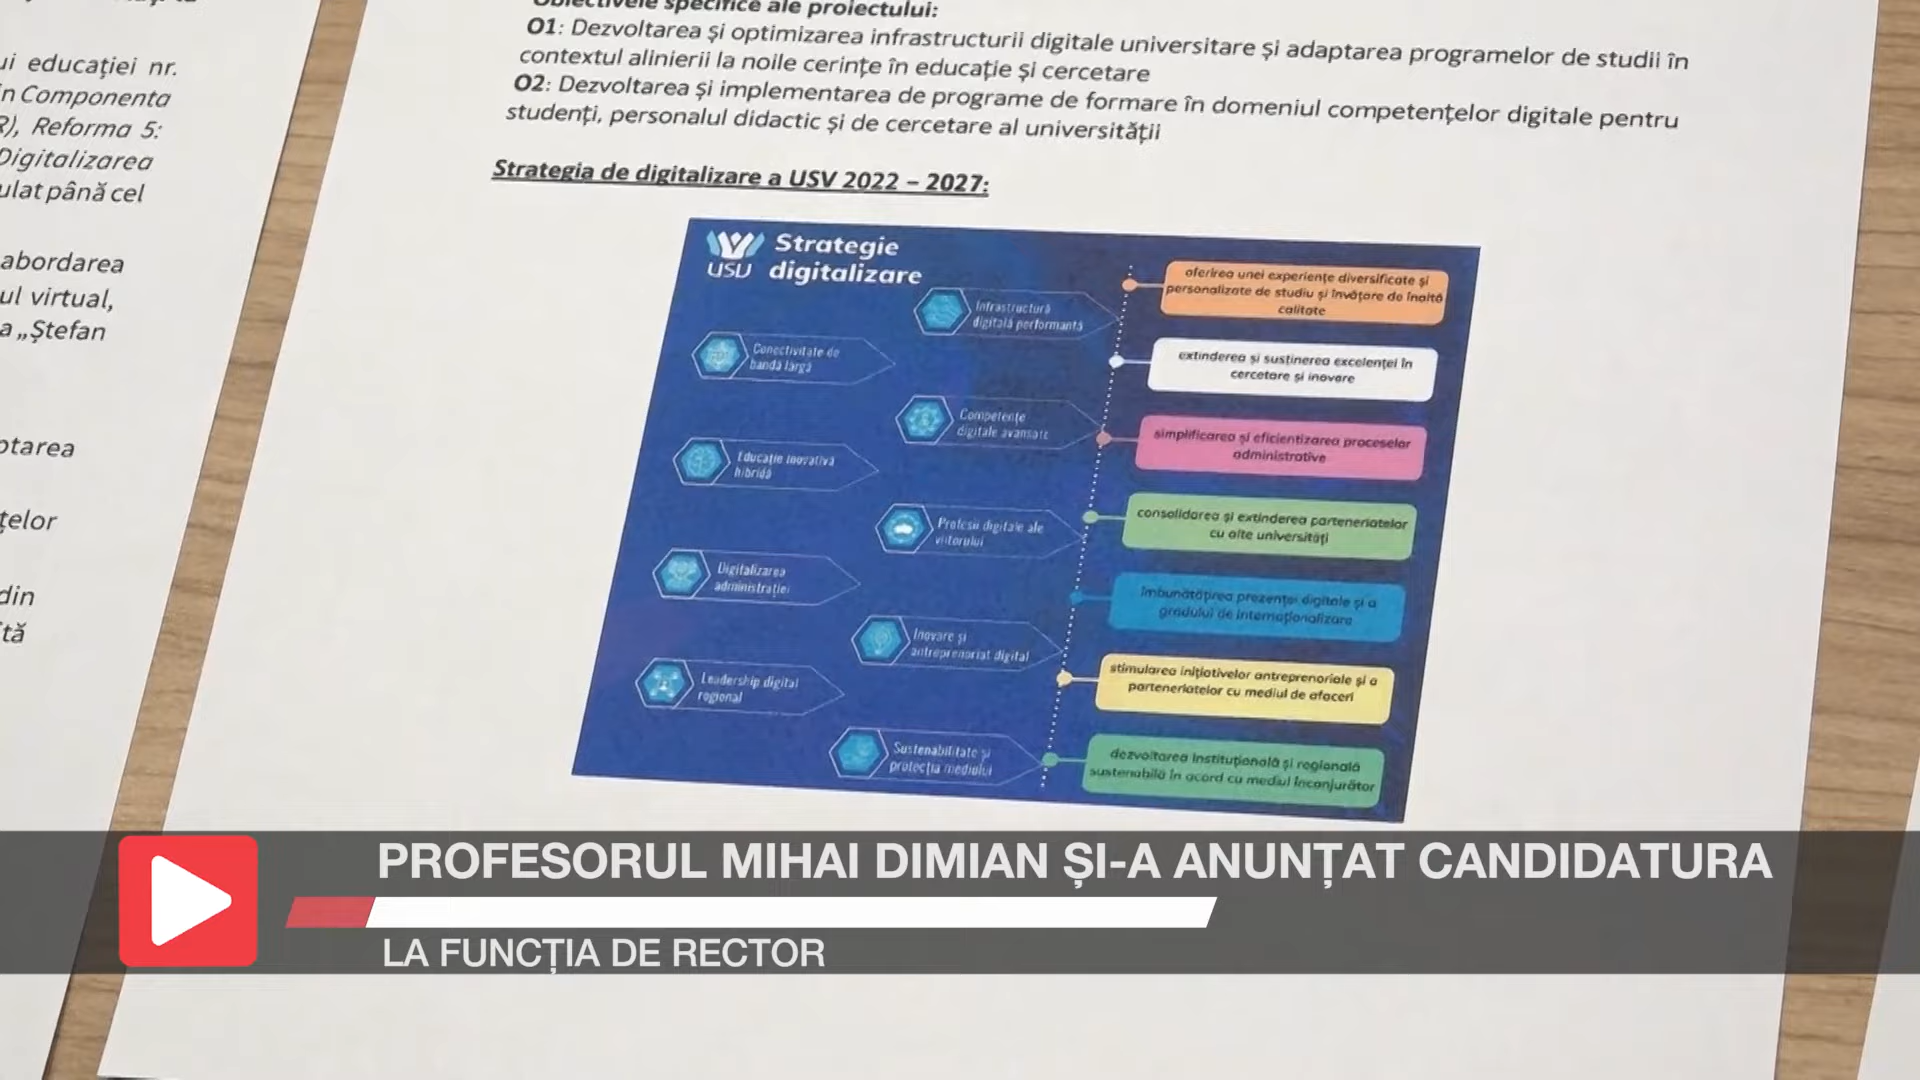 ui educației nr.
în Componenta
R), Reforma 5:
Digitalizarea
ulat până cel
abordarea
ul virtual,
a „Ștefan
ptarea
țelor
din
tă
Obiectivele specifice ale proiectului:
O1: Dezvoltarea și optimizarea infrastructurii digitale universitare și adaptarea programelor de studii în
contextul alinierii la noile cerințe în educație și cercetare
O2: Dezvoltarea și implementarea de programe de formare în domeniul competențelor digitale pentru
studenți, personalul didactic și de cercetare al universității
Strategia de digitalizare a USV 2022 – 2027:
USV
Strategie
digitalizare
Infrastructură
digitală performantă
Conectivitate de
bandă largă
Competențe
digitale avansate
Educație inovativă
hibridă
Profesii digitale ale
viitorului
Digitalizarea
administrației
Inovare și
antreprenoriat digital
Leadership digital
regional
Sustenabilitate și
protecția mediului
oferirea unei experiențe diversificate și
personalizate de studiu și învățare de înaltă
calitate
extinderea și susținerea excelenței în
cercetare și inovare
simplificarea și eficientizarea proceselor
administrative
consolidarea și extinderea parteneriatelor
cu alte universități
îmbunătățirea prezenței digitale și a
gradului de internaționalizare
stimularea inițiativelor antreprenoriale și a
parteneriatelor cu mediul de afaceri
dezvoltarea instituțională și regională
sustenabilă în acord cu mediul înconjurător
PROFESORUL MIHAI DIMIAN ȘI-A ANUNȚAT CANDIDATURA
LA FUNCȚIA DE RECTOR